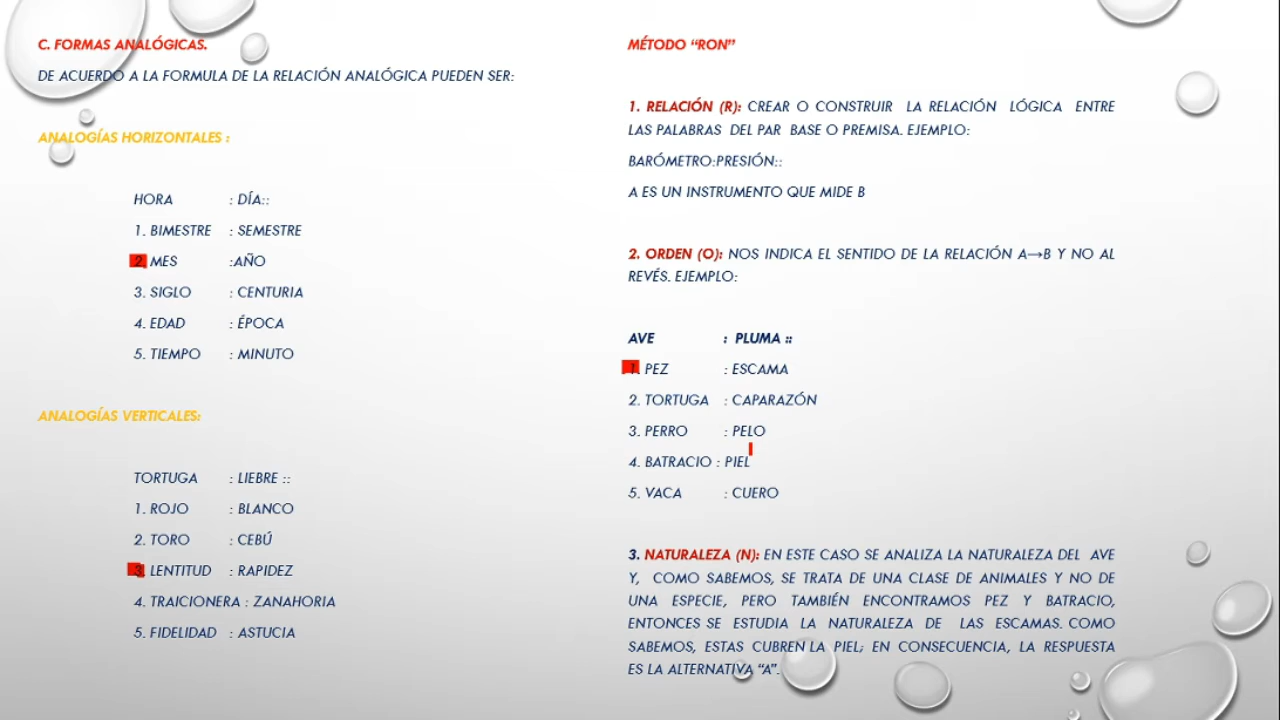 C. FORMAS ANALÓGICAS.
DE ACUERDO A LA FORMULA DE LA RELACIÓN ANALÓGICA PUEDEN SER:
ANALOGÍAS HORIZONTALES :
HORA : DÍA::
1. BIMESTRE : SEMESTRE
2. MES :AÑO
3. SIGLO : CENTURIA
4. EDAD : ÉPOCA
5. TIEMPO : MINUTO
ANALOGÍAS VERTICALES:
TORTUGA : LIEBRE ::
1. ROJO : BLANCO
2. TORO : CEBÚ
3. LENTITUD : RAPIDEZ
4. TRAICIONERA : ZANAHORIA
5. FIDELIDAD : ASTUCIA
MÉTODO “RON”
1. RELACIÓN (R): CREAR O CONSTRUIR LA RELACIÓN LÓGICA ENTRE
LAS PALABRAS DEL PAR BASE O PREMISA. EJEMPLO:
BARÓMETRO:PRESIÓN::
A ES UN INSTRUMENTO QUE MIDE B
2. ORDEN (O): NOS INDICA EL SENTIDO DE LA RELACIÓN A→B Y NO AL
REVÉS. EJEMPLO:
AVE : PLUMA ::
1. PEZ : ESCAMA
2. TORTUGA : CAPARAZÓN
3. PERRO : PELO
4. BATRACIO : PIEL
5. VACA : CUERO
3. NATURALEZA (N): EN ESTE CASO SE ANALIZA LA NATURALEZA DEL AVE
Y, COMO SABEMOS, SE TRATA DE UNA CLASE DE ANIMALES Y NO DE
UNA ESPECIE, PERO TAMBIÉN ENCONTRAMOS PEZ Y BATRACIO,
ENTONCES SE ESTUDIA LA NATURALEZA DE LAS ESCAMAS. COMO
SABEMOS, ESTAS CUBREN LA PIEL; EN CONSECUENCIA, LA RESPUESTA
ES LA ALTERNATIVA “A”.